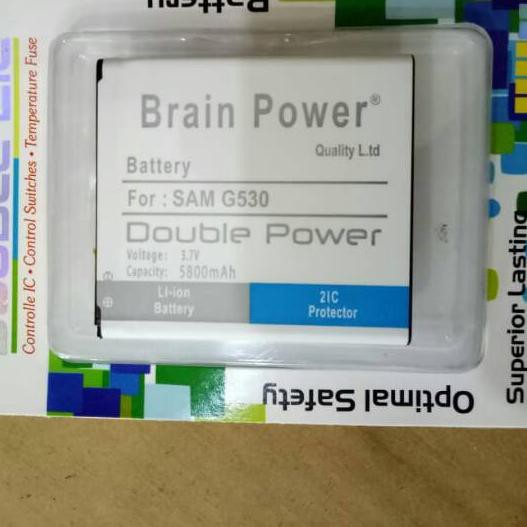 Battery
Brain Power®
Quality L.td
Battery
For : SAM G530
Double Power
Voltage: 3.7V
Capacity: 5800mAh
Li-ion
Battery
2IC
Protector
Optimal Safety
Controlle IC • Control Switches • Temperature Fuse
Superior Lasting